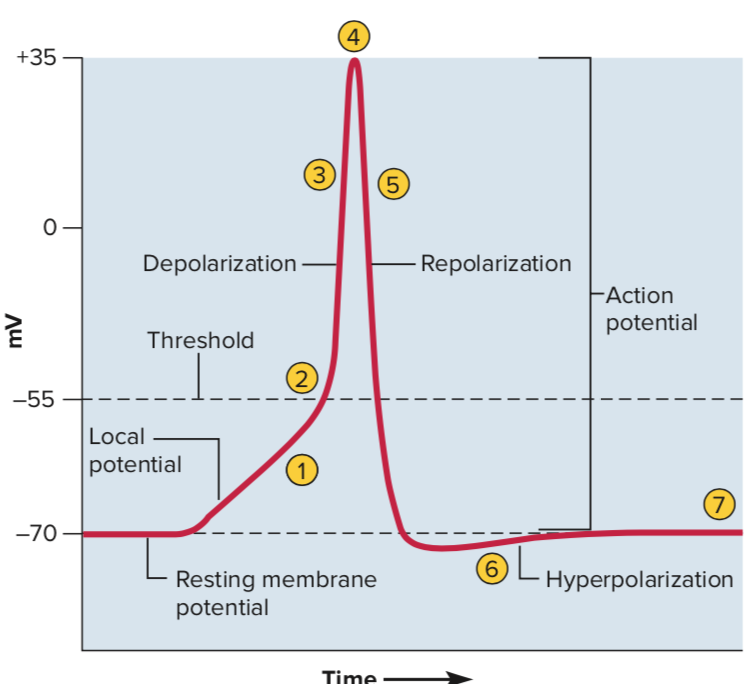 4
+35
3
5
0
Depolarization
Repolarization
Action
potential
mV
Threshold
2
–55
Local
potential
1
7
–70
6
Resting membrane
potential
Hyperpolarization
Time